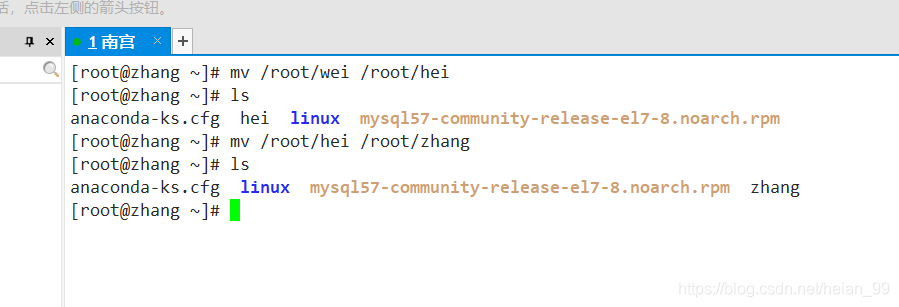 话，点击左侧的箭头按钮。
1 南宫 × +
[root@zhang ~]# mv /root/wei /root/hei
[root@zhang ~]# ls
anaconda-ks.cfg  hei  linux  mysql57-community-release-el7-8.noarch.rpm
[root@zhang ~]# mv /root/hei /root/zhang
[root@zhang ~]# ls
anaconda-ks.cfg  linux  mysql57-community-release-el7-8.noarch.rpm  zhang
[root@zhang ~]#
https://blog.csdn.net/heian_99